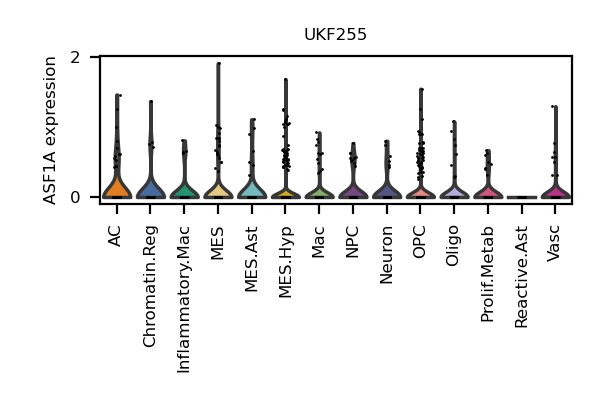 UKF255
ASF1A expression
2
0
AC
Chromatin.Reg
Inflammatory.Mac
MES
MES.Ast
MES.Hyp
Mac
NPC
Neuron
OPC
Oligo
Prolif.Metab
Reactive.Ast
Vasc